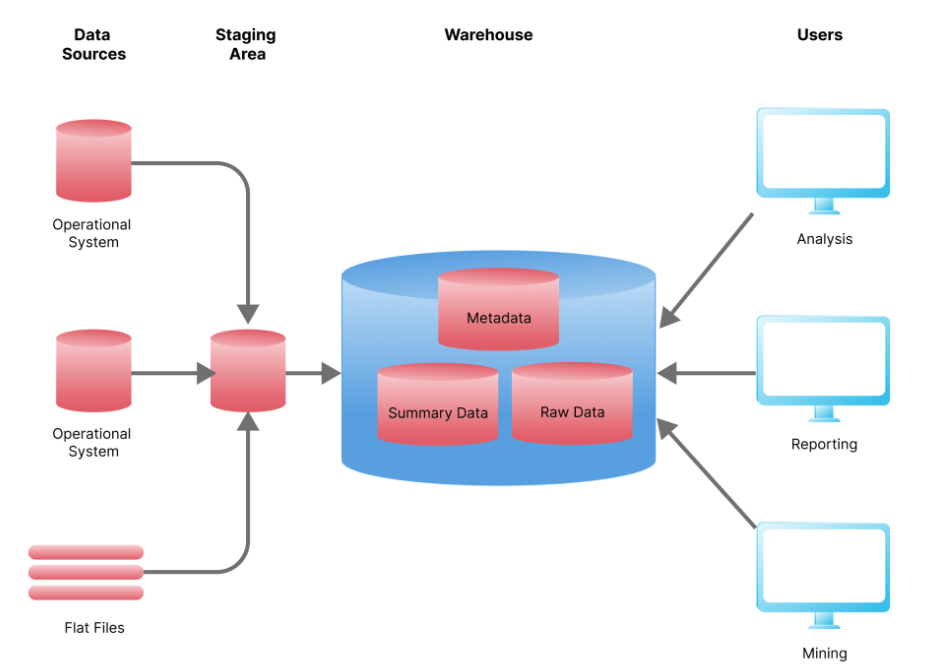 Data
Sources
Staging
Area
Warehouse
Users
Operational
System
Analysis
Metadata
Summary Data
Raw Data
Operational
System
Reporting
Flat Files
Mining